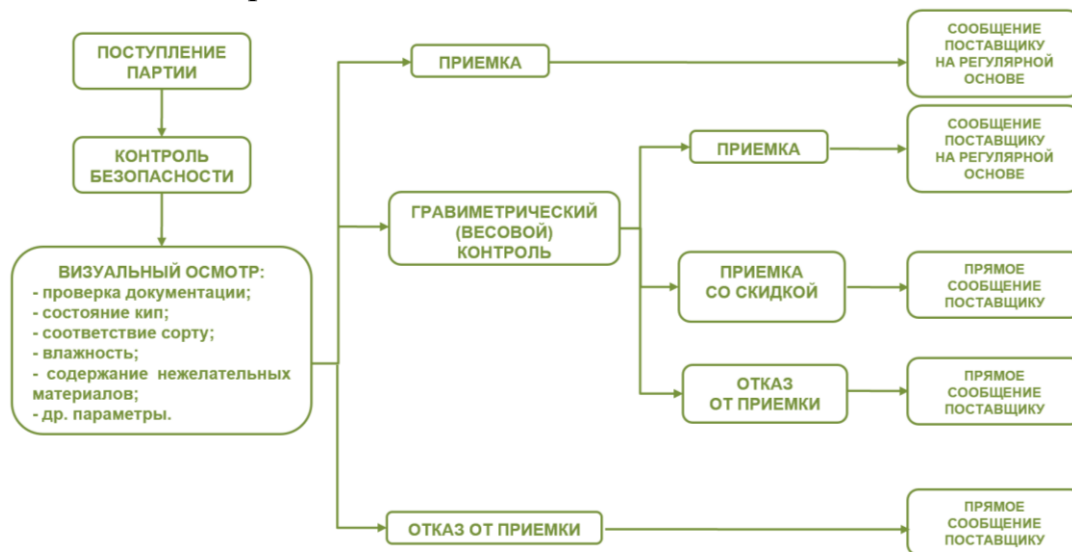 ПОСТУПЛЕНИЕ
ПАРТИИ
КОНТРОЛЬ
БЕЗОПАСНОСТИ
ВИЗУАЛЬНЫЙ ОСМОТР:
- проверка документации;
- состояние кип;
- соответствие сорту;
- влажность;
- содержание нежелательных
материалов;
- др. параметры.
ПРИЕМКА
СООБЩЕНИЕ
ПОСТАВЩИКУ
НА РЕГУЛЯРНОЙ
ОСНОВЕ
ГРАВИМЕТРИЧЕСКИЙ
(ВЕСОВОЙ)
КОНТРОЛЬ
ПРИЕМКА
СООБЩЕНИЕ
ПОСТАВЩИКУ
НА РЕГУЛЯРНОЙ
ОСНОВЕ
ПРИЕМКА
СО СКИДКОЙ
ПРЯМОЕ
СООБЩЕНИЕ
ПОСТАВЩИКУ
ОТКАЗ
ОТ ПРИЕМКИ
ПРЯМОЕ
СООБЩЕНИЕ
ПОСТАВЩИКУ
ОТКАЗ ОТ ПРИЕМКИ
ПРЯМОЕ
СООБЩЕНИЕ
ПОСТАВЩИКУ